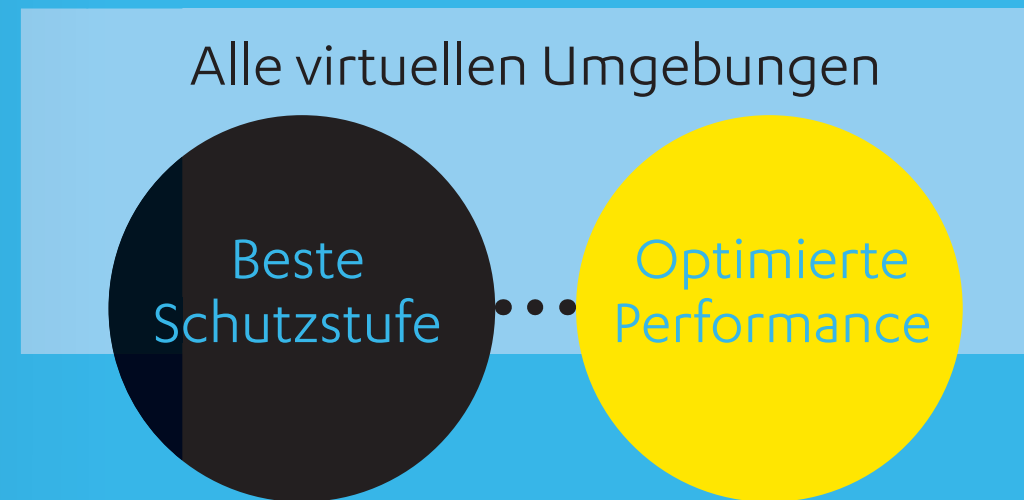 Alle virtuellen Umgebungen
Beste
Schutzstufe
Optimierte
Performance